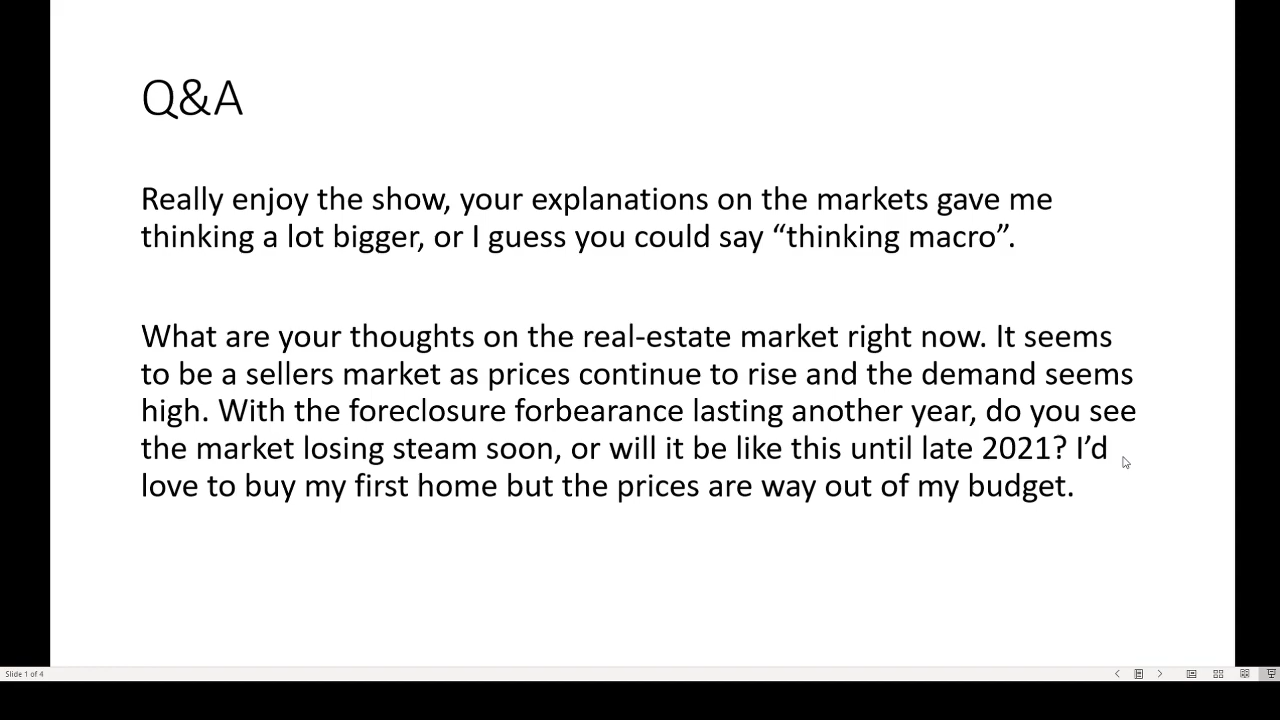 Q&A
Really enjoy the show, your explanations on the markets gave me
thinking a lot bigger, or I guess you could say “thinking macro”.
What are your thoughts on the real-estate market right now. It seems
to be a sellers market as prices continue to rise and the demand seems
high. With the foreclosure forbearance lasting another year, do you see
the market losing steam soon, or will it be like this until late 2021? I’d
love to buy my first home but the prices are way out of my budget.
Slide 1 of 4